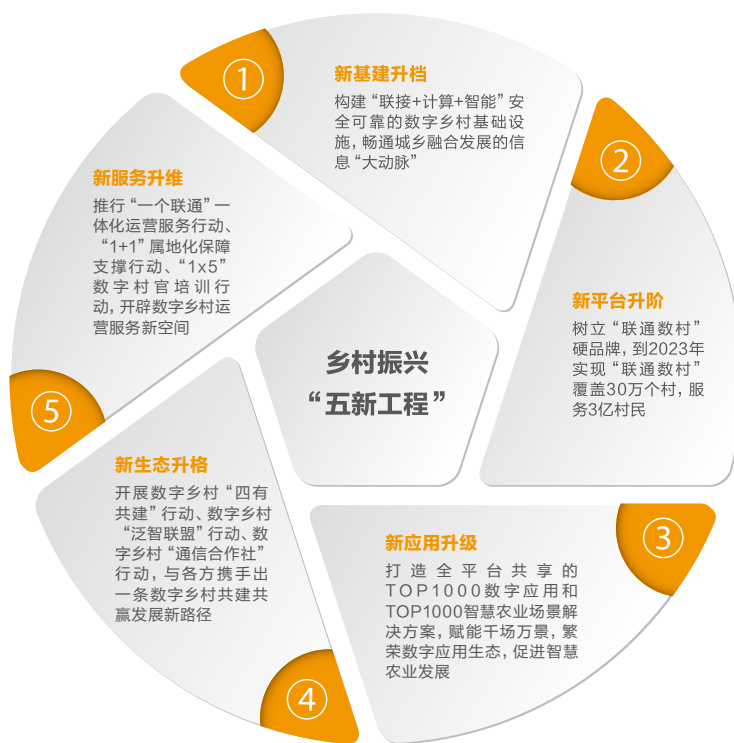 ①
新基建升档
构建“联接+计算+智能”安
全可靠的数字乡村基础设
施，畅通城乡融合发展的信
息“大动脉”
②
新平台升阶
树立“联通数村”
硬品牌，到2023年
实现“联通数村”
覆盖30万个村，服
务3亿村民
③
新应用升级
打造全平台共享的
TOP1000数字应用和
TOP1000智慧农业场景解
决方案，赋能千场万景，繁
荣数字应用生态，促进智慧
农业发展
④
新生态升格
开展数字乡村“四有
共建”行动、数字乡村
“泛智联盟”行动、数
字乡村“通信合作社”
行动，与各方携手出
一条数字乡村共建共
赢发展新路径
⑤
新服务升维
推行“一个联通”一
体化运营服务行动、
“1+1”属地化保障
支撑行动、“1x5”
数字村官培训行
动，开辟数字乡村运
营服务新空间
乡村振兴
“五新工程”